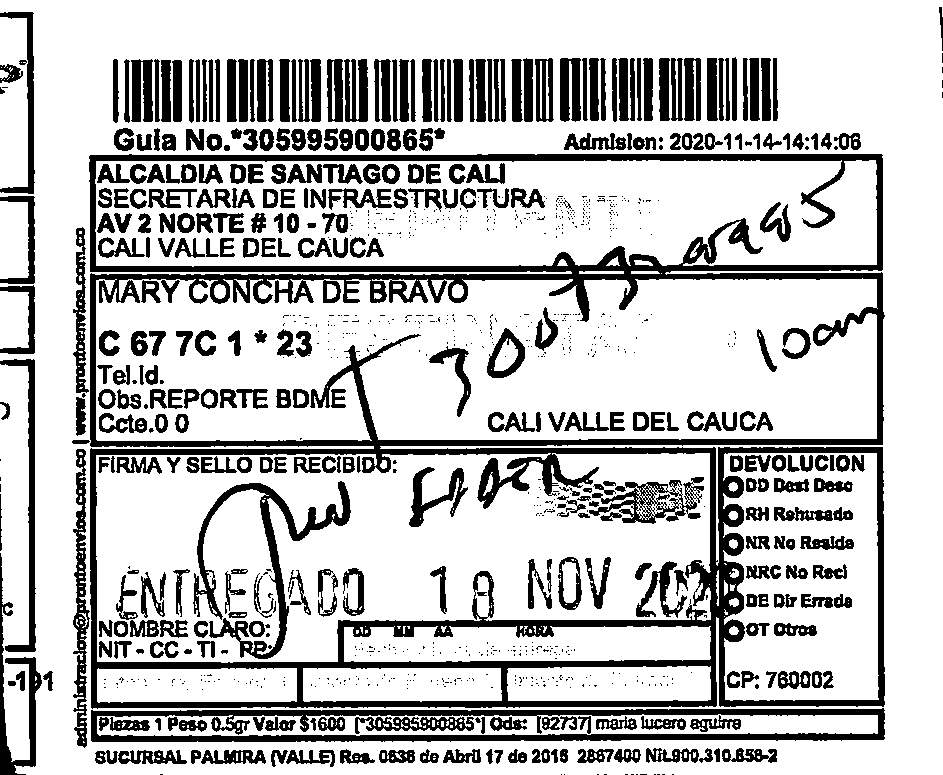 Guia No.*305995900865*
Admision: 2020-11-14-14:14:06
ALCALDIA DE SANTIAGO DE CALI
SECRETARIA DE INFRAESTRUCTURA
AV 2 NORTE # 10 - 70
CALI VALLE DEL CAUCA
MARY CONCHA DE BRAVO
C 67 7C 1 * 23
10am
Tel.Id.
Obs.REPORTE BDME
Ccte.0 0
CALI VALLE DEL CAUCA
administracion@prontoenvios.com.co | www.prontoenvios.com.co
FIRMA Y SELLO DE RECIBIDO:
ENTREGADO 18 NOV
NOMBRE CLARO:
NIT - CC - TI - PP:
DD MM AA HORA
DEVOLUCION
DD Dest Desc
RH Rehusado
NR No Reside
NRC No Recl
DE Dir Errada
OT Otros
CP: 760002
-191
Piezas 1 Peso 0.5gr Valor $1600 [*305995900865*] Ods: [92737] maria lucero aguirre
SUCURSAL PALMIRA (VALLE) Res. 0636 de Abril 17 de 2015 2867400 Nit.900.310.856-2